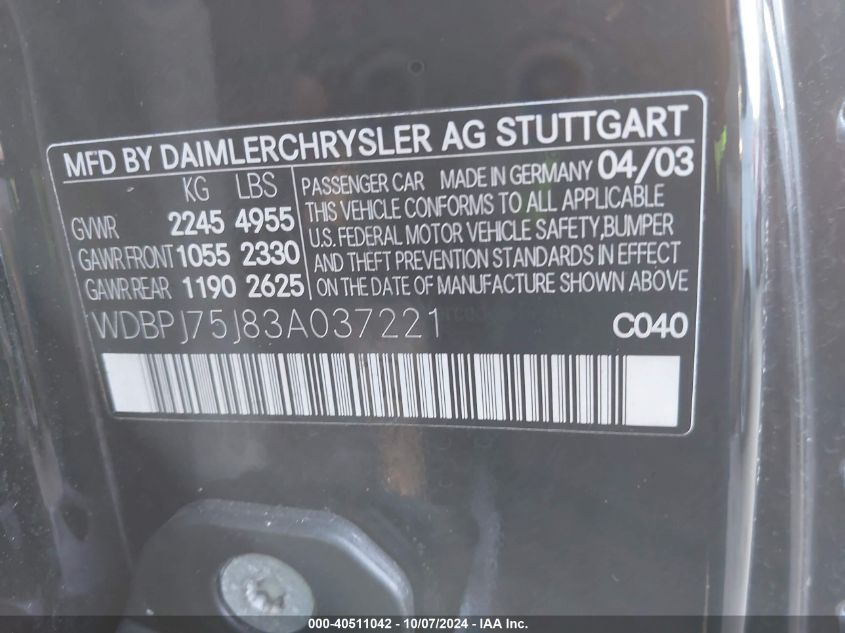 MFD BY DAIMLERCHRYSLER AG STUTTGART
KG LBS
GVWR 2245 4955
GAWR FRONT 1055 2330
GAWR REAR 1190 2625
PASSENGER CAR MADE IN GERMANY 04/03
THIS VEHICLE CONFORMS TO ALL APPLICABLE
U.S. FEDERAL MOTOR VEHICLE SAFETY, BUMPER
AND THEFT PREVENTION STANDARDS IN EFFECT
ON THE DATE OF MANUFACTURE SHOWN ABOVE
WDBPJ75J83A037221 C040
000-40511042 - 10/07/2024 - IAA Inc.